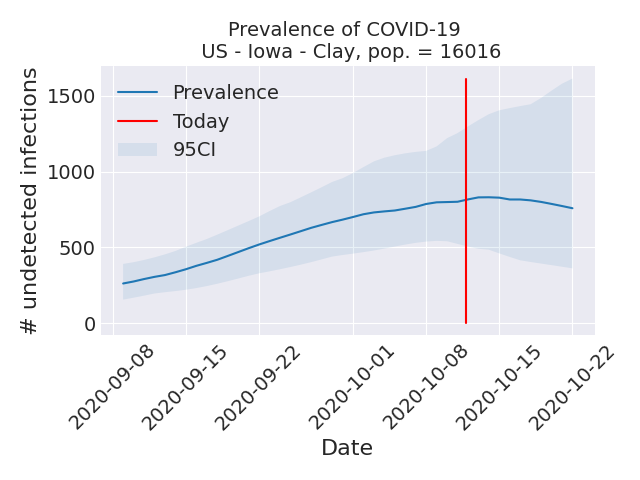 Prevalence of COVID-19
US - Iowa - Clay, pop. = 16016
# undetected infections
1500
1000
500
0
Prevalence
Today
95CI
2020-09-08
2020-09-15
2020-09-22
2020-10-01
2020-10-08
2020-10-15
2020-10-22
Date